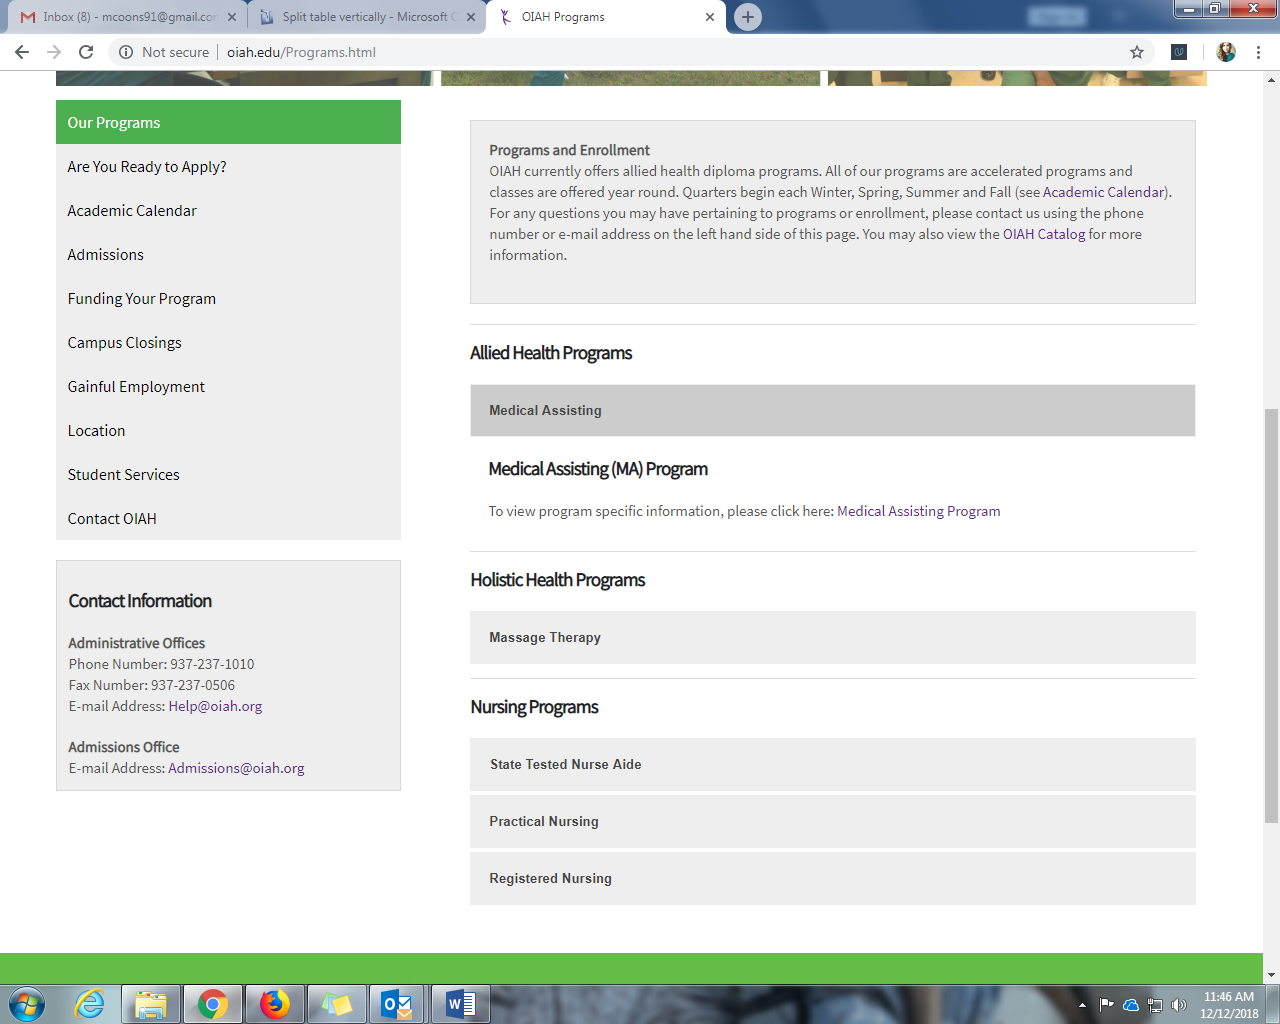 Inbox (8) - mcoons91@gmail.con
Split table vertically - Microsoft C
OIAH Programs
Not secure
oiah.edu/Programs.html
Our Programs
Are You Ready to Apply?
Academic Calendar
Admissions
Funding Your Program
Campus Closings
Gainful Employment
Location
Student Services
Contact OIAH
Contact Information
Administrative Offices
Phone Number: 937-237-1010
Fax Number: 937-237-0506
E-mail Address: Help@oiah.org
Admissions Office
E-mail Address: Admissions@oiah.org
Programs and Enrollment
OIAH currently offers allied health diploma programs. All of our programs are accelerated programs and
classes are offered year round. Quarters begin each Winter, Spring, Summer and Fall (see Academic Calendar).
For any questions you may have pertaining to programs or enrollment, please contact us using the phone
number or e-mail address on the left hand side of this page. You may also view the OIAH Catalog for more
information.
Allied Health Programs
Medical Assisting
Medical Assisting (MA) Program
To view program specific information, please click here: Medical Assisting Program
Holistic Health Programs
Massage Therapy
Nursing Programs
State Tested Nurse Aide
Practical Nursing
Registered Nursing
11:46 AM
12/12/2018